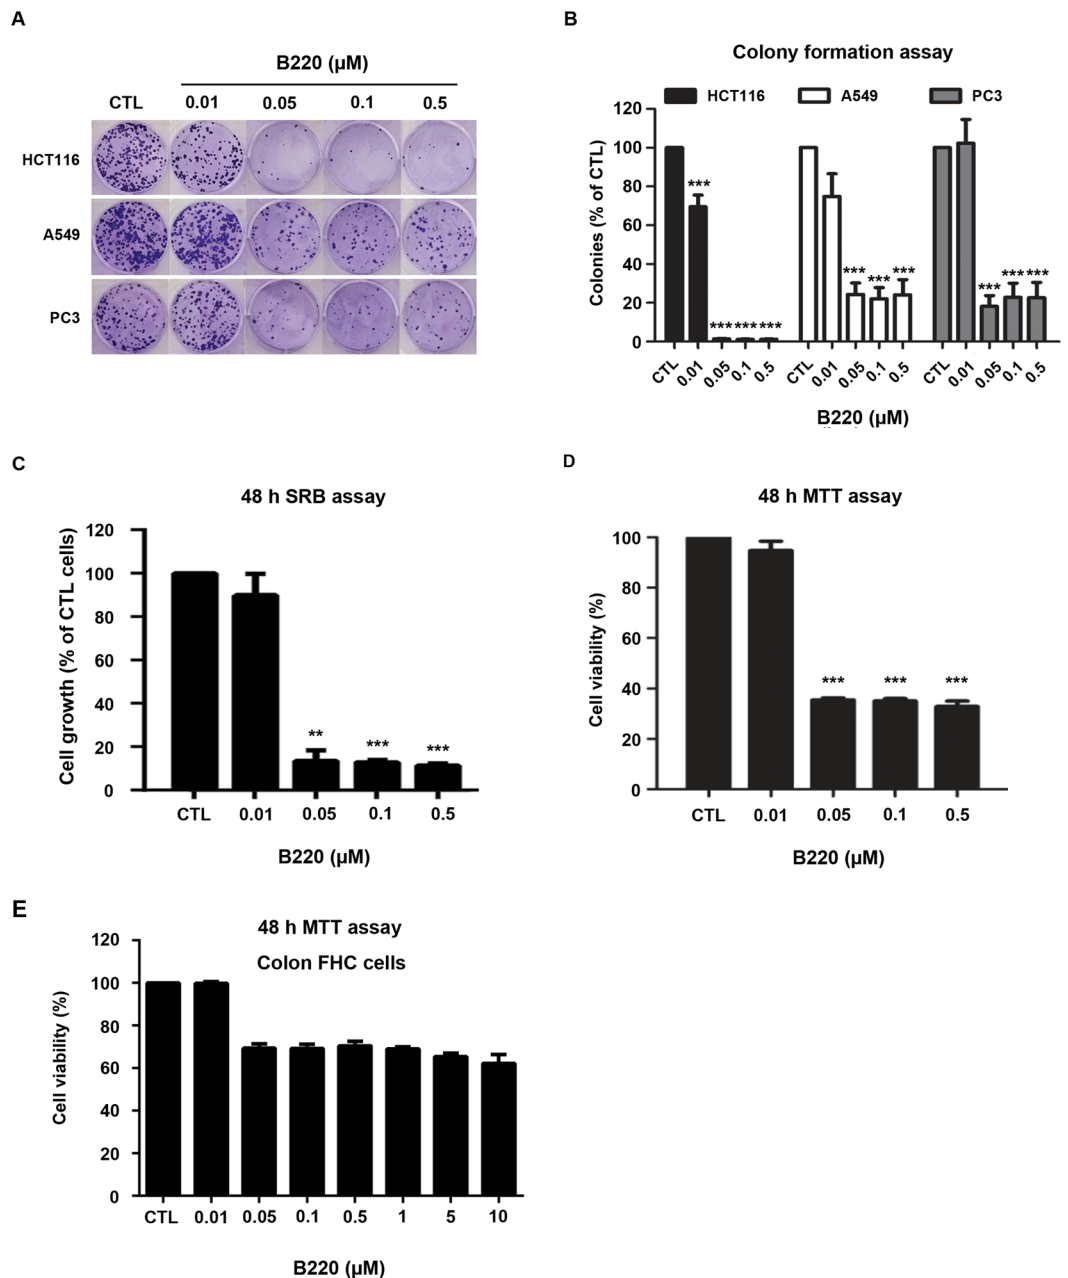 A
B220 (µM)
CTL 0.01 0.05 0.1 0.5
HCT116
A549
PC3
B
Colony formation assay
HCT116 A549 PC3
Colonies (% of CTL)
120
100
80
60
40
20
0
***
*** *** ***
*** *** ***
*** *** ***
CTL 0.01 0.05 0.1 0.5 CTL 0.01 0.05 0.1 0.5 CTL 0.01 0.05 0.1 0.5
B220 (µM)
C
48 h SRB assay
Cell growth (% of CTL cells)
120
100
80
60
40
20
0
** *** ***
CTL 0.01 0.05 0.1 0.5
B220 (µM)
D
48 h MTT assay
Cell viability (%)
100
80
60
40
20
0
*** *** ***
CTL 0.01 0.05 0.1 0.5
B220 (µM)
E
48 h MTT assay
Colon FHC cells
Cell viability (%)
120
100
80
60
40
20
0
CTL 0.01 0.05 0.1 0.5 1 5 10
B220 (µM)